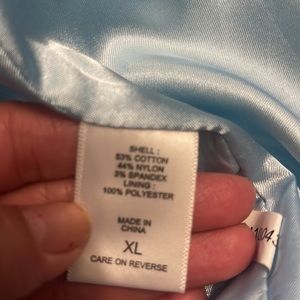 SHELL :
53% COTTON
44% NYLON
3% SPANDEX
LINING :
100% POLYESTER
MADE IN
CHINA
XL
CARE ON REVERSE